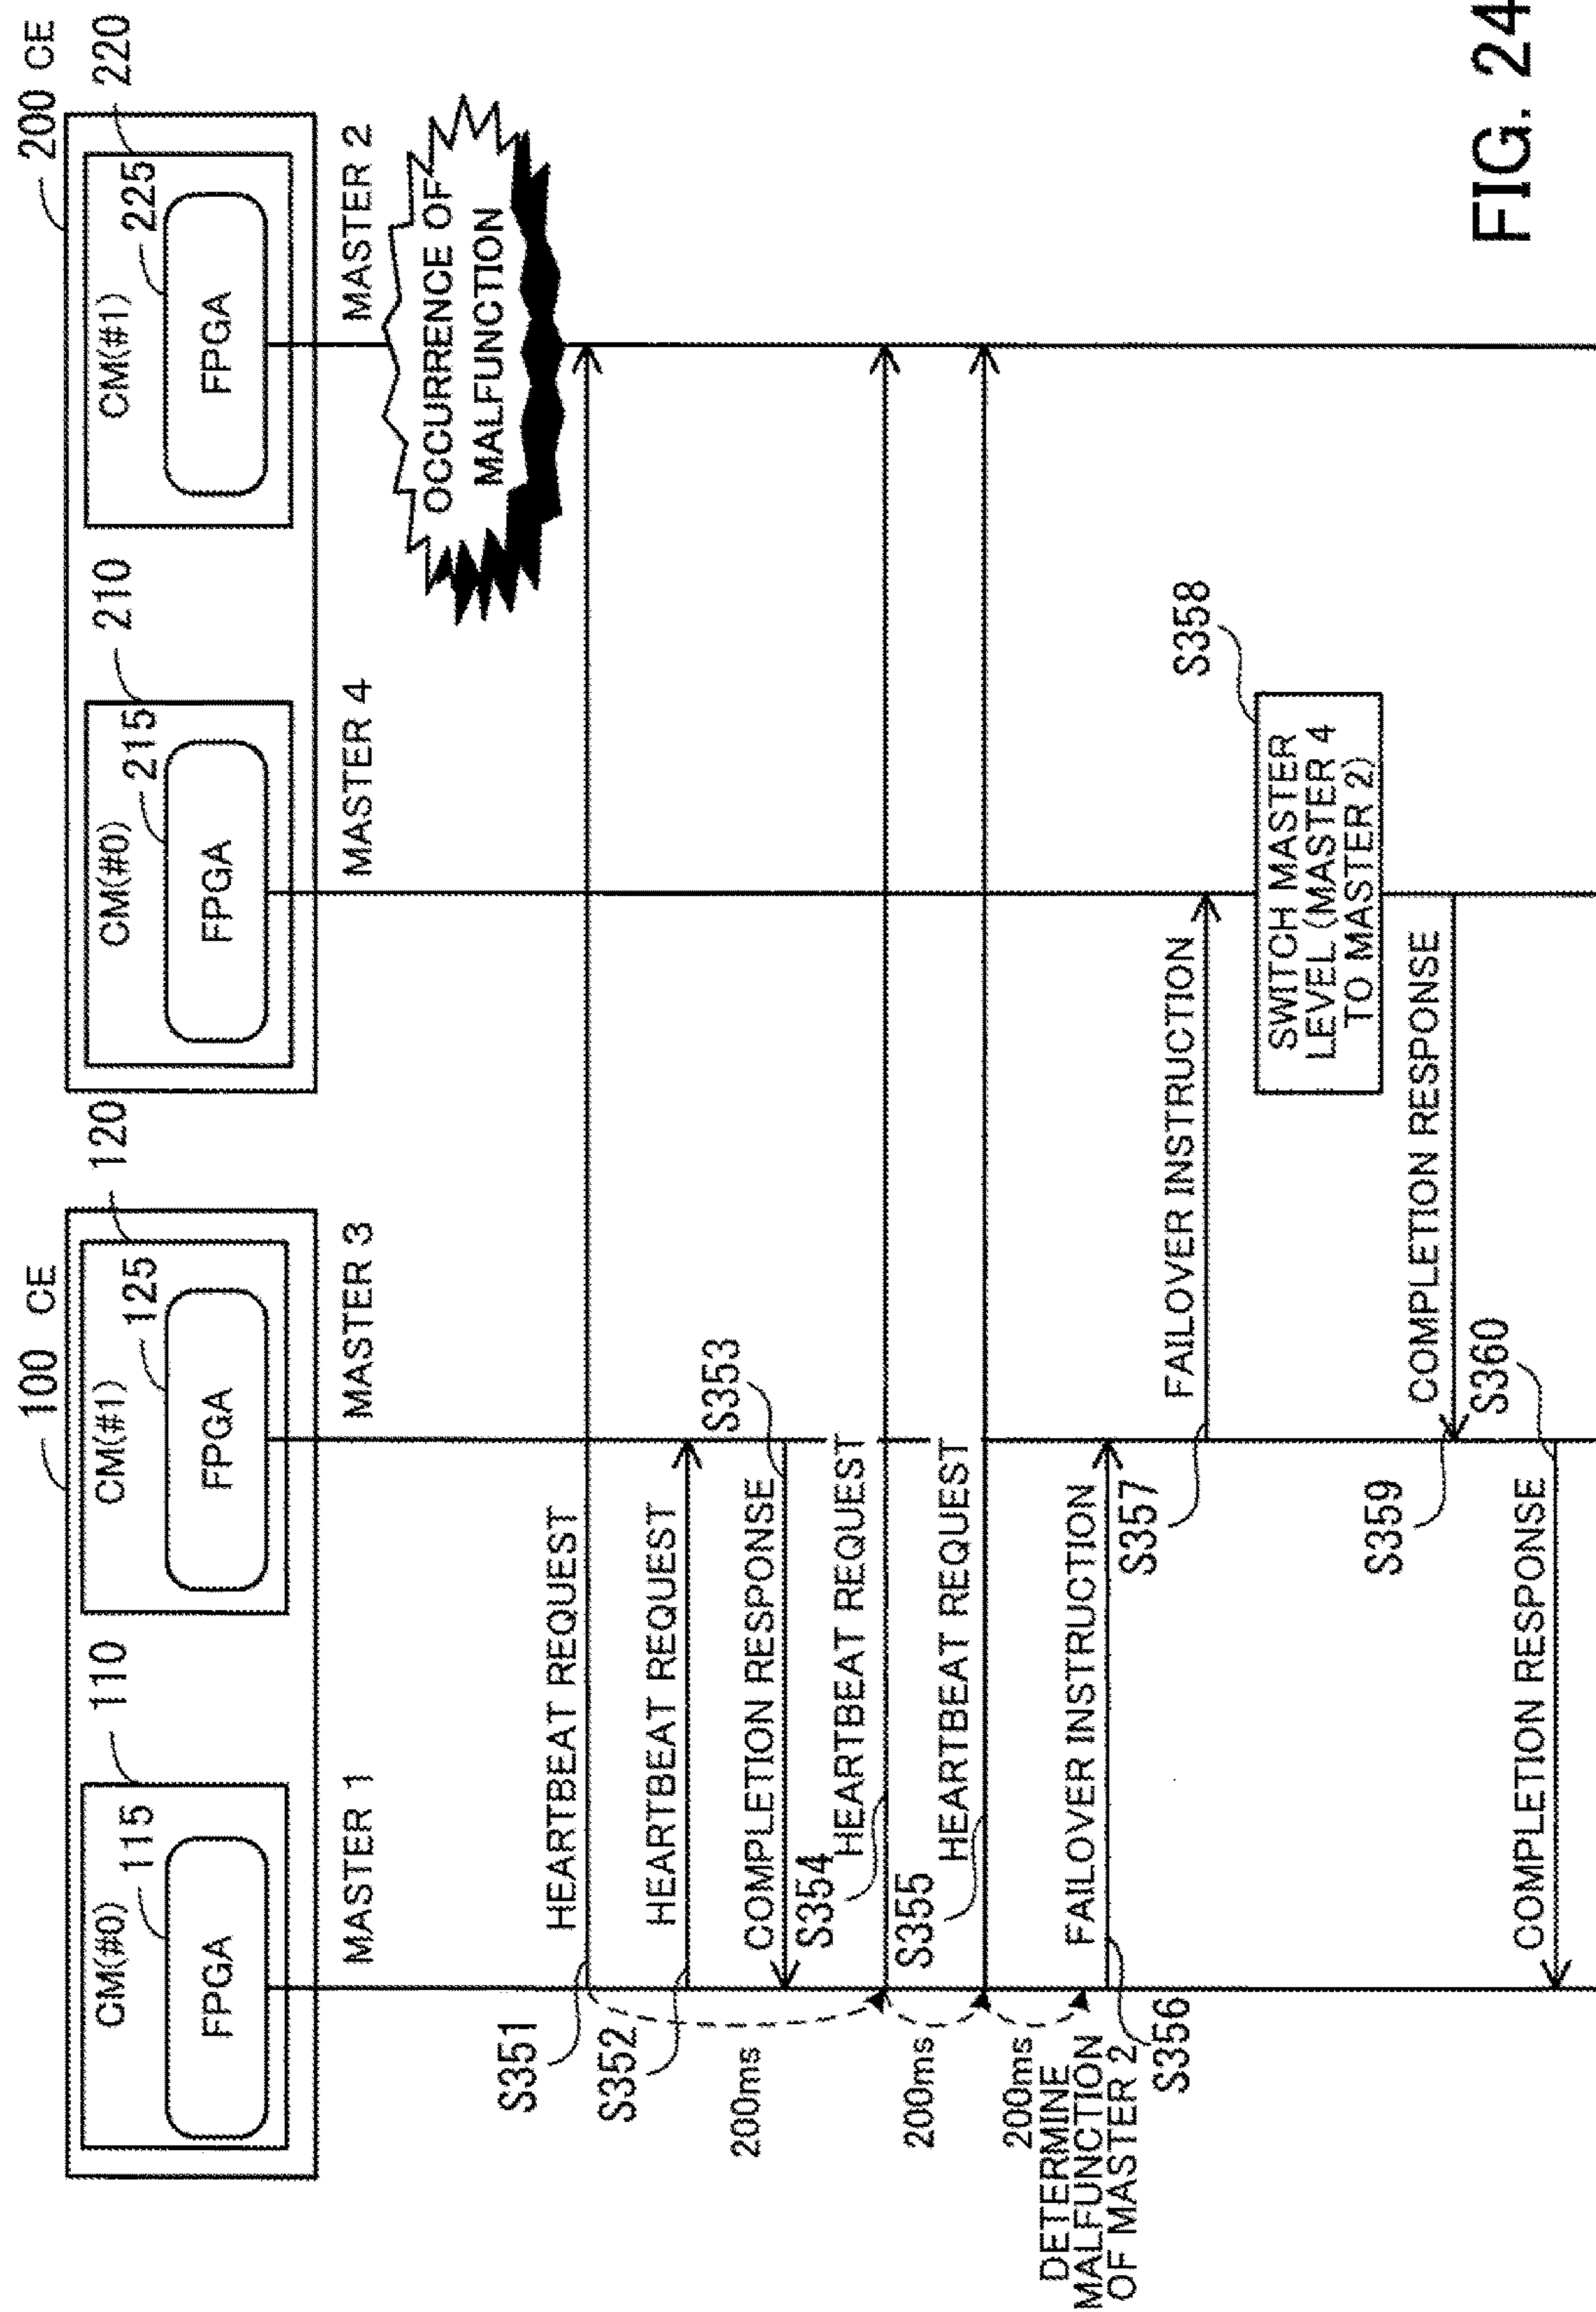 100 CE
200 CE
110
120
210
220
CM(#0)
115
FPGA
CM(#1)
125
FPGA
CM(#0)
215
FPGA
CM(#1)
225
FPGA
MASTER 1
MASTER 3
MASTER 4
MASTER 2
OCCURRENCE OF
MALFUNCTION
S351
HEARTBEAT REQUEST
S352
HEARTBEAT REQUEST
S353
COMPLETION RESPONSE
200ms
S354
HEARTBEAT REQUEST
200ms
S355
HEARTBEAT REQUEST
200ms
DETERMINE
MALFUNCTION
OF MASTER 2
S356
FAILOVER INSTRUCTION
S357
FAILOVER INSTRUCTION
S358
SWITCH MASTER
LEVEL (MASTER 4
TO MASTER 2)
S359
COMPLETION RESPONSE
S360
COMPLETION RESPONSE
FIG. 24